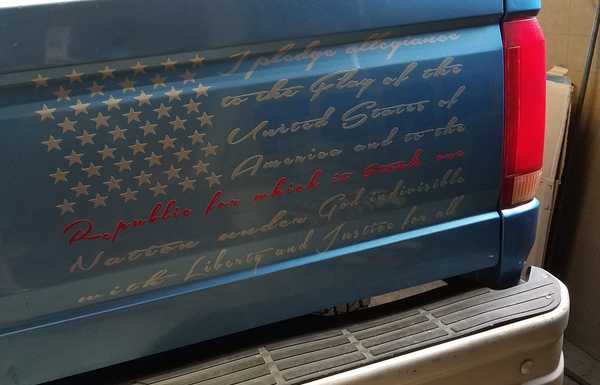 I pledge allegiance
to the Flag of the
United States of
America and to the
Republic for which it stands one
Nation under God indivisible
with Liberty and Justice for all